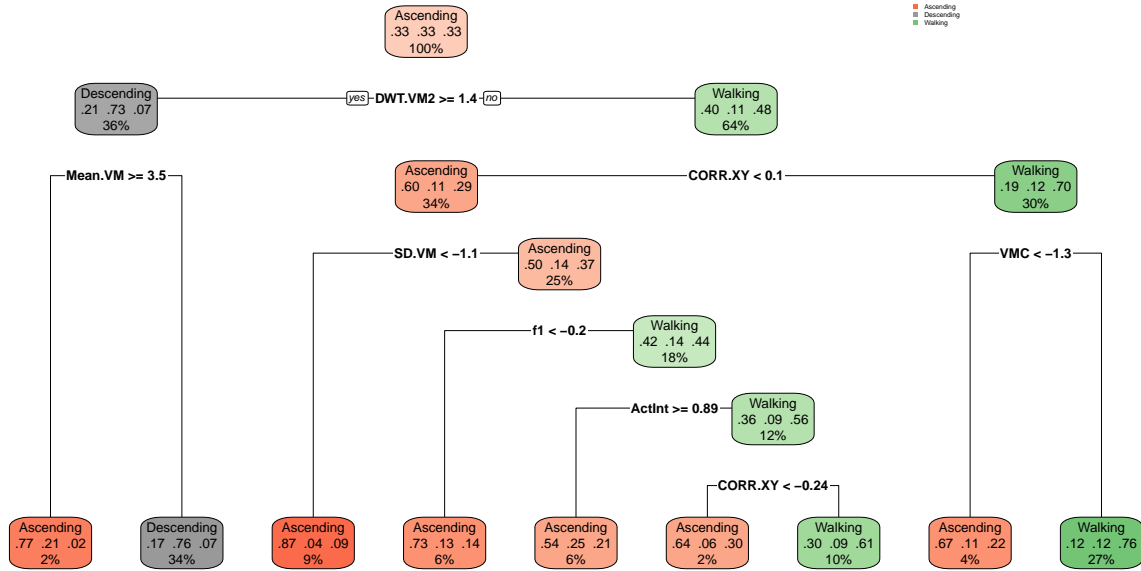 Ascending
.33 .33 .33
100%
Ascending
Descending
Walking
Descending
.21 .73 .07
36%
yes DWT.VM2 >= 1.4 no
Walking
.40 .11 .48
64%
Mean.VM >= 3.5
Ascending
.60 .11 .29
34%
CORR.XY < 0.1
Walking
.19 .12 .70
30%
SD.VM < −1.1
Ascending
.50 .14 .37
25%
VMC < −1.3
f1 < −0.2
Walking
.42 .14 .44
18%
ActInt >= 0.89
Walking
.36 .09 .56
12%
CORR.XY < −0.24
Ascending
.77 .21 .02
2%
Descending
.17 .76 .07
34%
Ascending
.87 .04 .09
9%
Ascending
.73 .13 .14
6%
Ascending
.54 .25 .21
6%
Ascending
.64 .06 .30
2%
Walking
.30 .09 .61
10%
Ascending
.67 .11 .22
4%
Walking
.12 .12 .76
27%